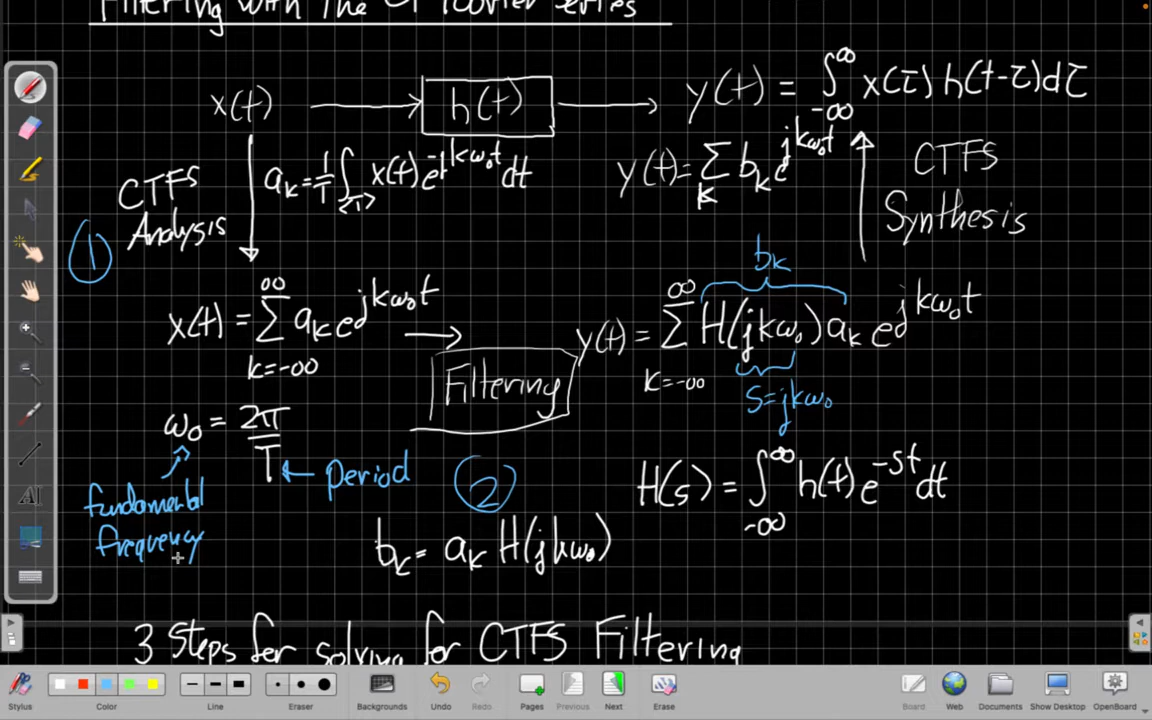 Filtering with the CT Fourier Series
x(t) → h(t) → y(t) = ∫_{-∞}^{∞} x(τ) h(t-τ)dτ
CTFS
Analysis
a_k = 1/T ∫_{<T>} x(t) e^{-jkω₀t} dt
y(t) = Σ_k b_k e^{jkω₀t}
CTFS
Synthesis
①
b_k
x(t) = Σ_{k=-∞}^{∞} a_k e^{jkω₀t} →
Filtering
y(t) = Σ_{k=-∞}^{∞} H(jkω₀) a_k e^{jkω₀t}
s=jkω₀
ω₀ = 2π/T
← period
②
fundamental
frequency
H(s) = ∫_{-∞}^{∞} h(t) e^{-st} dt
b_k = a_k H(jkω₀)
3 Steps for solving for CTFS Filtering
Stylus
Color
Line
Eraser
Backgrounds
Undo
Redo
Pages
Previous
Next
Erase
Board
Web
Documents
Show Desktop
OpenBoard